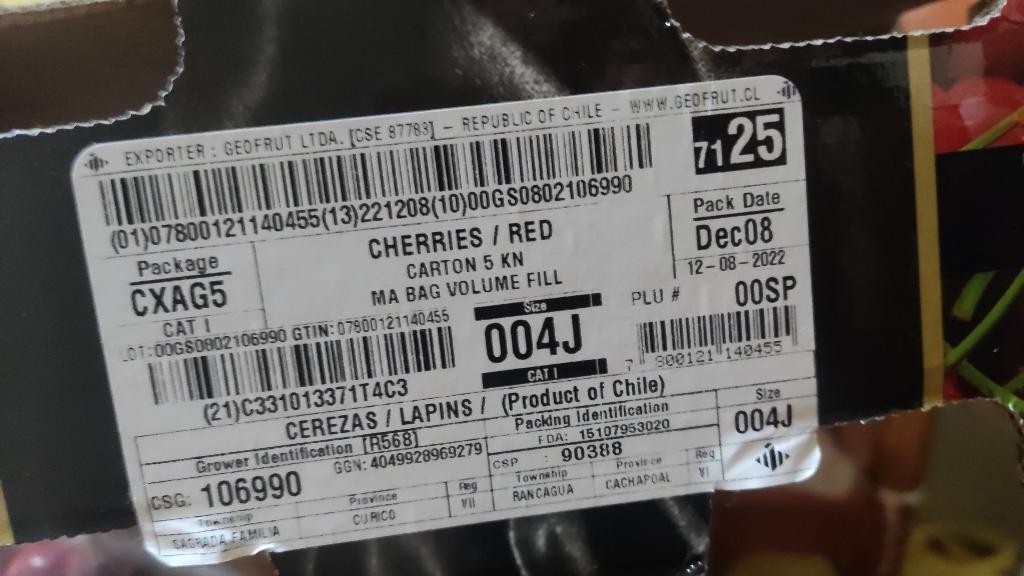 EXPORTER: GEOFRUT LTDA. [CSE 87783] - REPUBLIC OF CHILE - WWW.GEOFRUT.CL
7125
(01)07800121140455(13)221208(10)00GS0802106990
Package
CXAG5
CAT I
CHERRIES / RED
CARTON 5 KN
MA BAG VOLUME FILL
Pack Date
Dec08
12-08-2022
LOT:00GS0802106990 GTIN:07800121140455
Size
004J
CAT I
PLU # 00SP
7 800121 140455
(21)C331013371T4C3
CEREZAS / LAPINS / (Product of Chile)
Grower Identification [R568]
GGN: 4049928969279
CSG: 106990
Township
SAGRADA FAMILIA
Province
CURICO
Reg
VII
Packing Identification
FDA: 15107953020
CSP : 90388
Township
RANCAGUA
Province
CACHAPOAL
Reg
VI
Size
004J